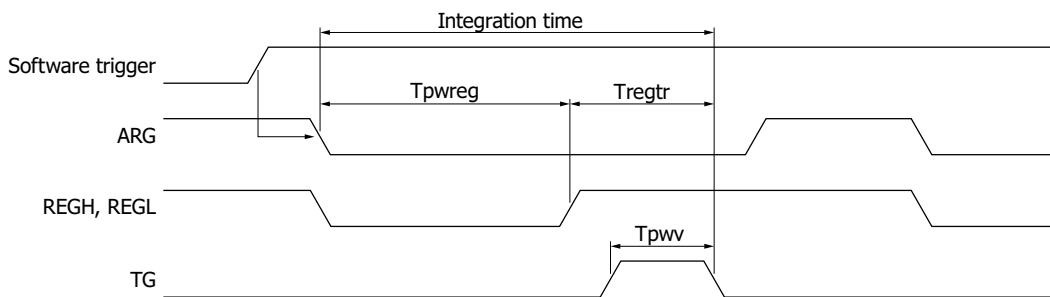 Integration time
Software trigger
Tpwreg
Tregtr
ARG
REGH, REGL
Tpwv
TG